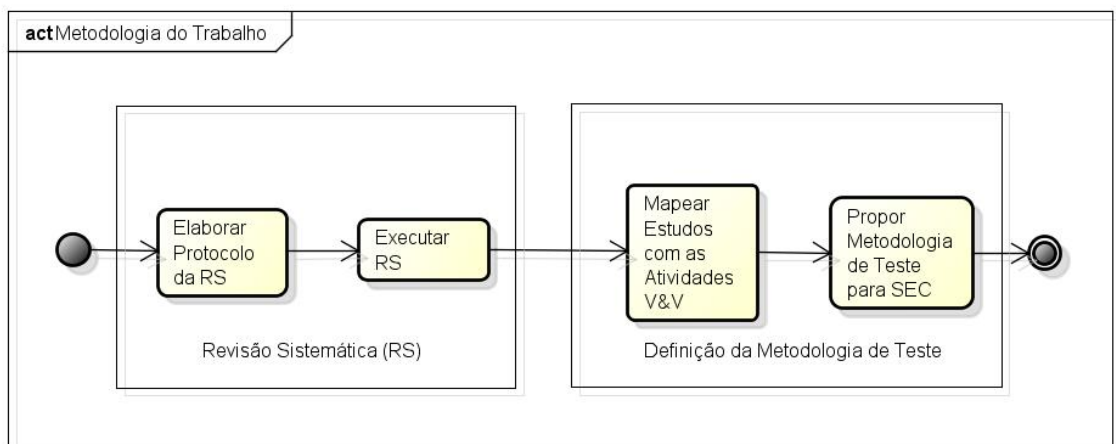 act Metodologia do Trabalho
Elaborar
Protocolo
da RS
Executar
RS
Revisão Sistemática (RS)
Mapear
Estudos
com as
Atividades
V&V
Propor
Metodologia
de Teste
para SEC
Definição da Metodologia de Teste